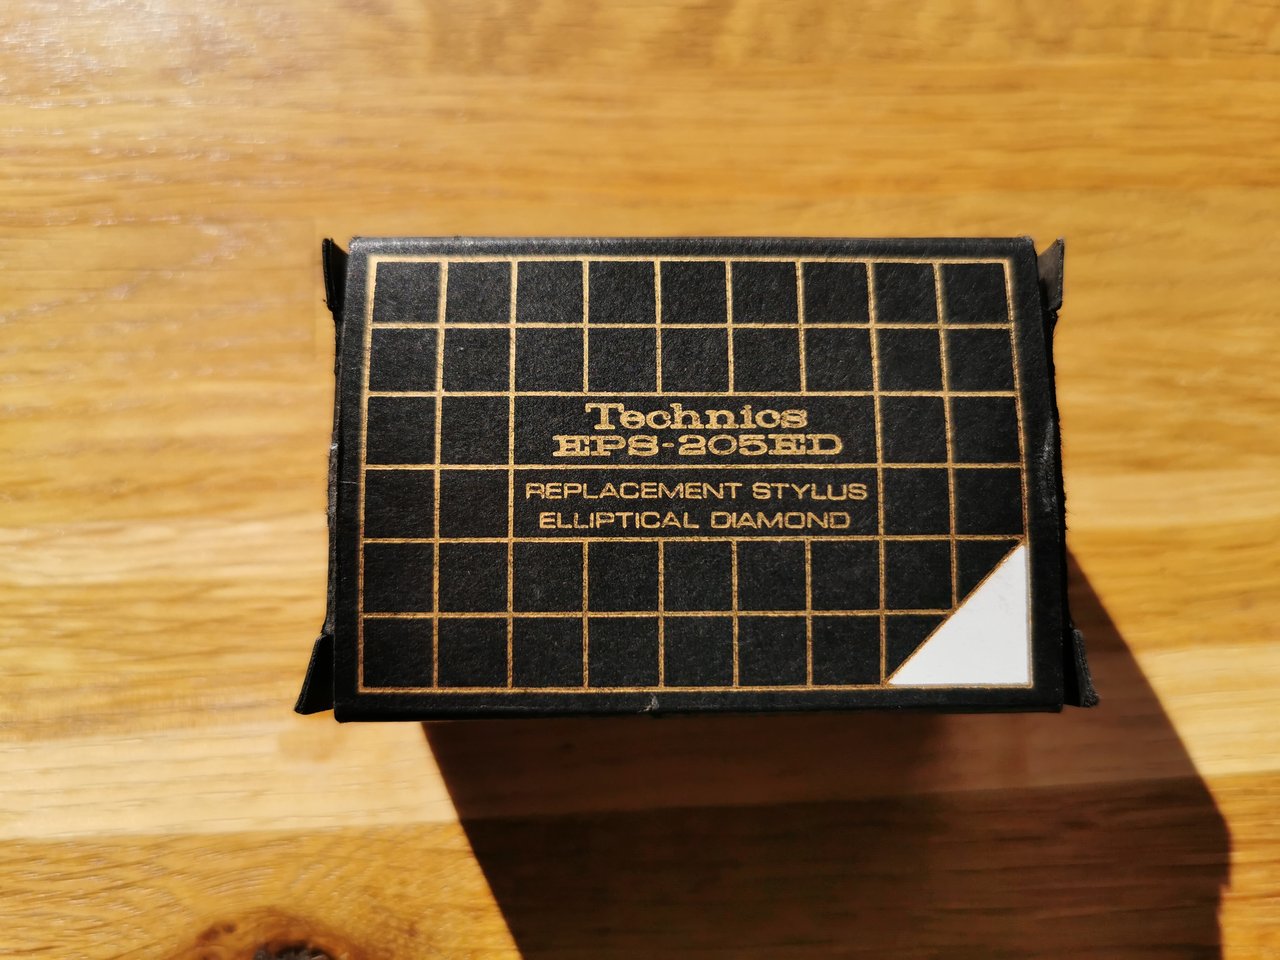 Technics
EPS-205ED
REPLACEMENT STYLUS
ELLIPTICAL DIAMOND